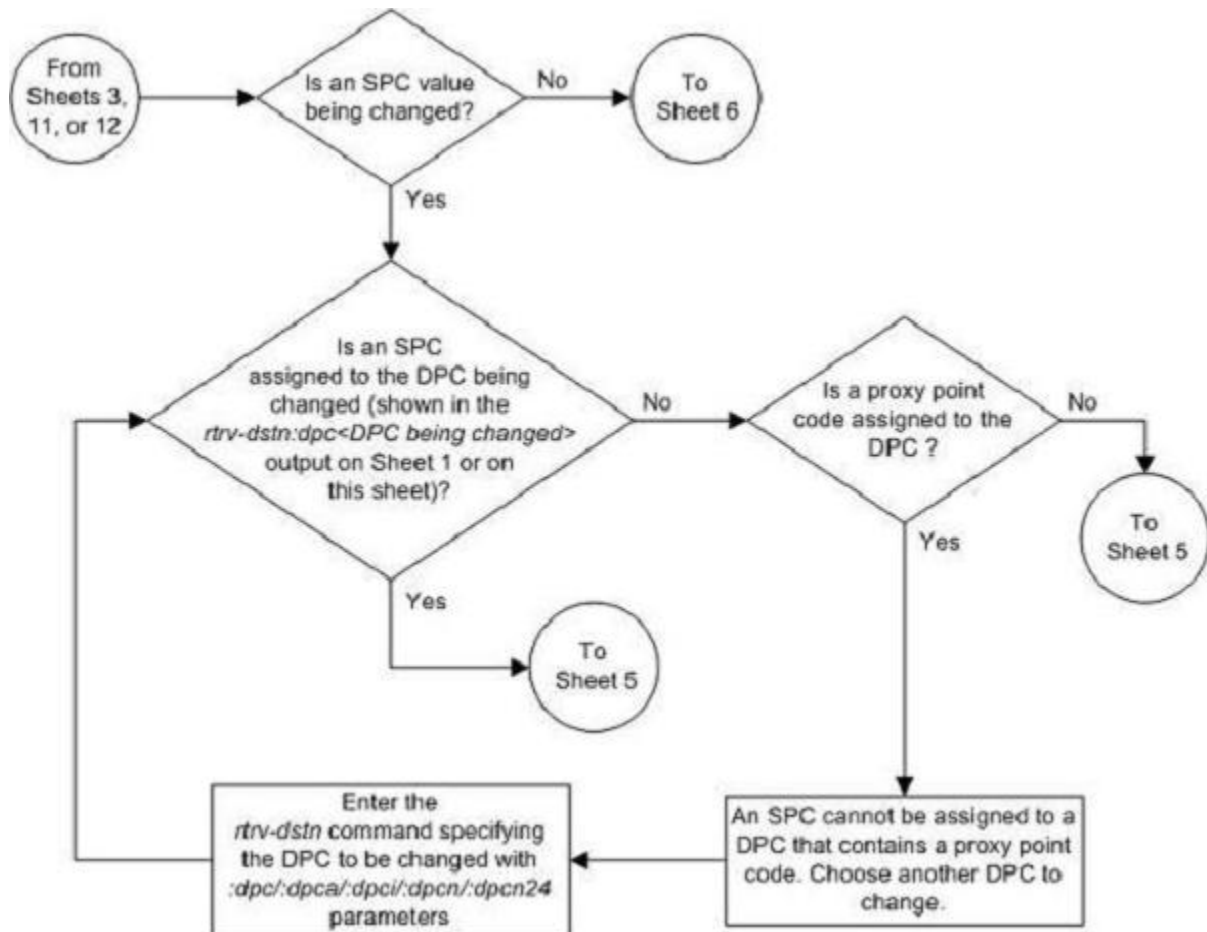 From
Sheets 3,
11, or 12
Is an SPC value
being changed?
No
To
Sheet 6
Yes
Is an SPC
assigned to the DPC being
changed (shown in the
rtrv-dstn:dpc<DPC being changed>
output on Sheet 1 or on
this sheet)?
No
Is a proxy point
code assigned to the
DPC ?
No
To
Sheet 5
Yes
Yes
To
Sheet 5
Enter the
rtrv-dstn command specifying
the DPC to be changed with
:dpc/:dpca/:dpci/:dpcn/:dpcn24
parameters
An SPC cannot be assigned to a
DPC that contains a proxy point
code. Choose another DPC to
change.